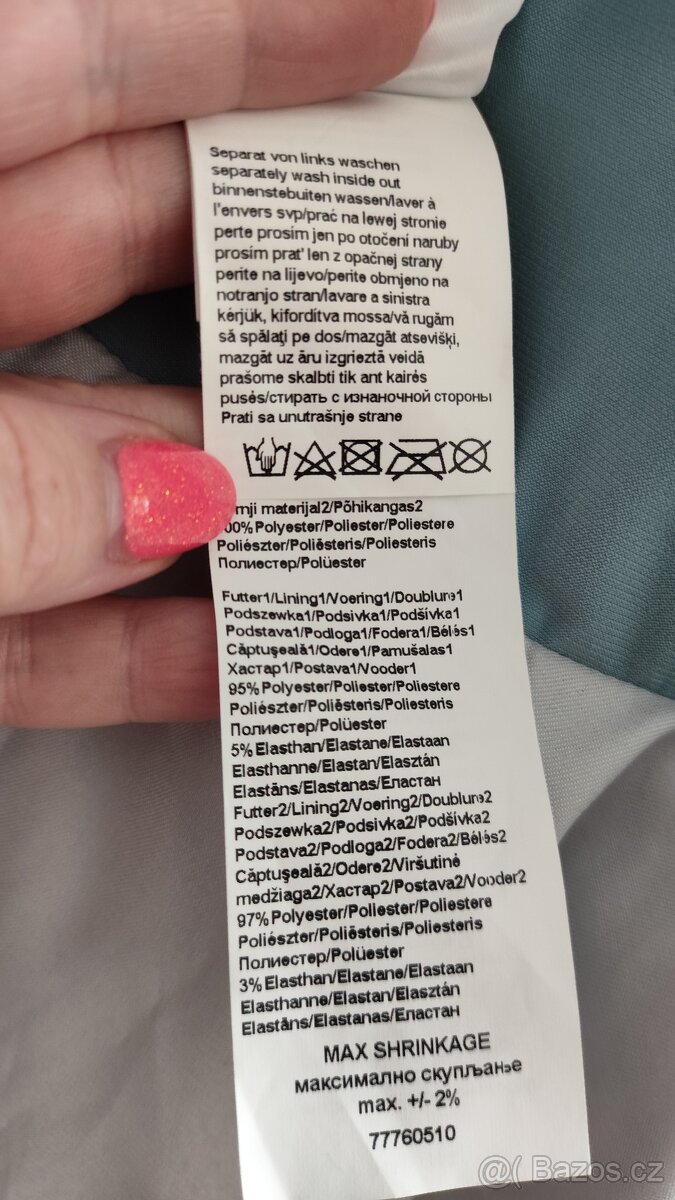 Separat von links waschen
separately wash inside out
binnenstebuiten wassen/laver à
l'envers svp/prać na lewej stronie
perte prosím jen po otočení naruby
prosím prat' len z opačnej strany
perite na lijevo/perite obrnjeno na
notranjo stran/lavare a sinistra
kérjük, kifordítva mossa/vă rugăm
să spălaţi pe dos/mazgāt atsevišķi,
mazgāt uz āru izgrieztā veidā
prašome skalbti tik ant kairės
pusės/стирать с изнаночной стороны
Prati sa unutrašnje strane
materijal2/Põhikangas2
00% Polyester/Poliester/Poliestere
Poliészter/Poliēsteris/Poliesteris
Полиестер/Polüester
Futter1/Lining1/Voering1/Doublure1
Podszewka1/Podsivka1/Podšívka1
Podstava1/Podloga1/Fodera1/Bélés1
Căptuşeală1/Odere1/Pamušalas1
Хастар1/Postava1/Vooder1
95% Polyester/Poliester/Poliestere
Poliészter/Poliēsteris/Poliesteris
Полиестер/Polüester
5% Elasthan/Elastane/Elastaan
Elasthanne/Elastan/Elasztán
Elastāns/Elastanas/Еластан
Futter2/Lining2/Voering2/Doublure2
Podszewka2/Podsivka2/Podšívka2
Podstava2/Podloga2/Fodera2/Bélés2
Căptuşeală2/Odere2/Viršutinė
medžiaga2/Хастар2/Postava2/Vooder2
97% Polyester/Poliester/Poliestere
Poliészter/Poliēsteris/Poliesteris
Полиестер/Polüester
3% Elasthan/Elastane/Elastaan
Elasthanne/Elastan/Elasztán
Elastāns/Elastanas/Еластан
MAX SHRINKAGE
максимално скупљање
max. +/- 2%
77760510
@( Bazos.cz